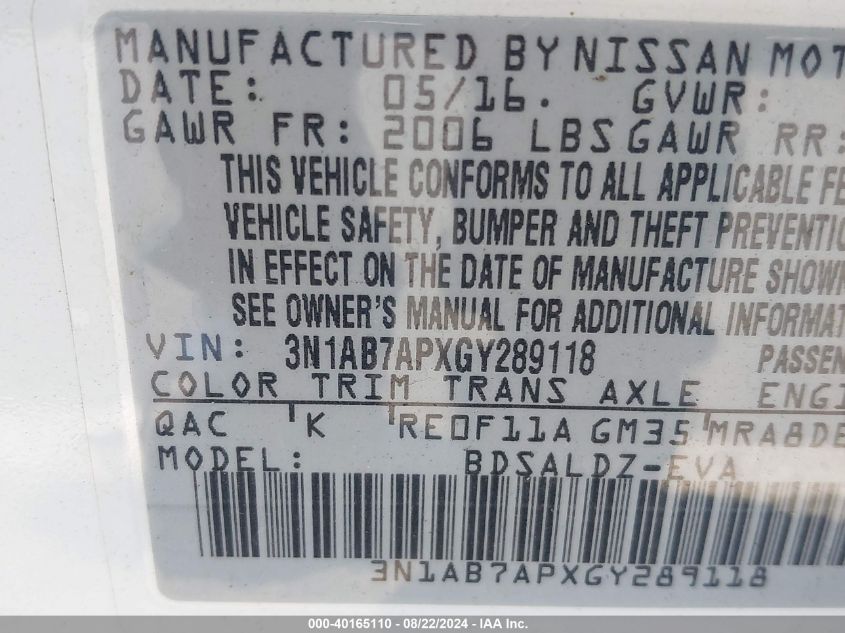 MANUFACTURED BY NISSAN MOT
DATE: 05/16. GVWR:
GAWR FR: 2006 LBS GAWR RR:
THIS VEHICLE CONFORMS TO ALL APPLICABLE FE
VEHICLE SAFETY, BUMPER AND THEFT PREVENTIO
IN EFFECT ON THE DATE OF MANUFACTURE SHOWN
SEE OWNER'S MANUAL FOR ADDITIONAL INFORMAT
VIN: 3N1AB7APXGY289118 PASSEN
COLOR TRIM TRANS AXLE ENGI
QAC K RE0F11A GM35 MRA8DE
MODEL: BDSALDZ-EVA
3N1AB7APXGY289118
000-40165110 - 08/22/2024 - IAA Inc.